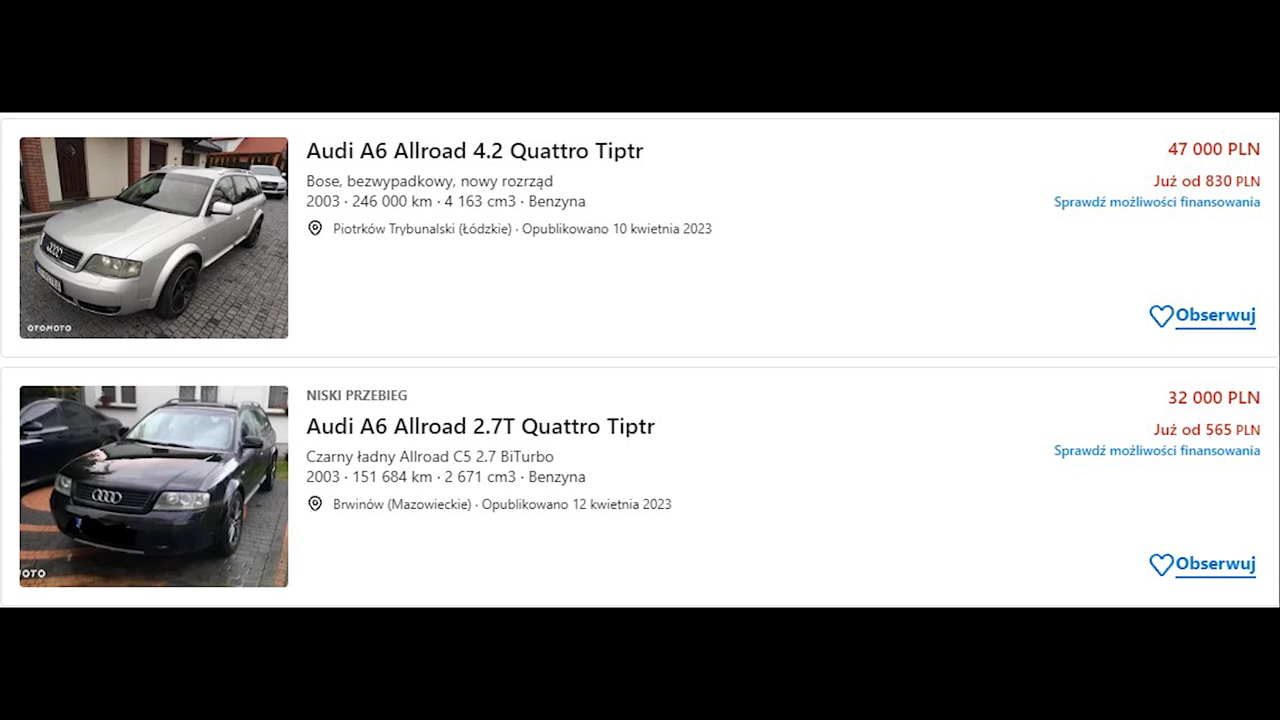 Audi A6 Allroad 4.2 Quattro Tiptr
47 000 PLN
Bose, bezwypadkowy, nowy rozrząd
Już od 830 PLN
2003 · 246 000 km · 4 163 cm3 · Benzyna
Sprawdź możliwości finansowania
Piotrków Trybunalski (Łódzkie) · Opublikowano 10 kwietnia 2023
Obserwuj
OTOMOTO
NISKI PRZEBIEG
32 000 PLN
Audi A6 Allroad 2.7T Quattro Tiptr
Już od 565 PLN
Czarny ładny Allroad C5 2.7 BiTurbo
Sprawdź możliwości finansowania
2003 · 151 684 km · 2 671 cm3 · Benzyna
Brwinów (Mazowieckie) · Opublikowano 12 kwietnia 2023
Obserwuj
OTO